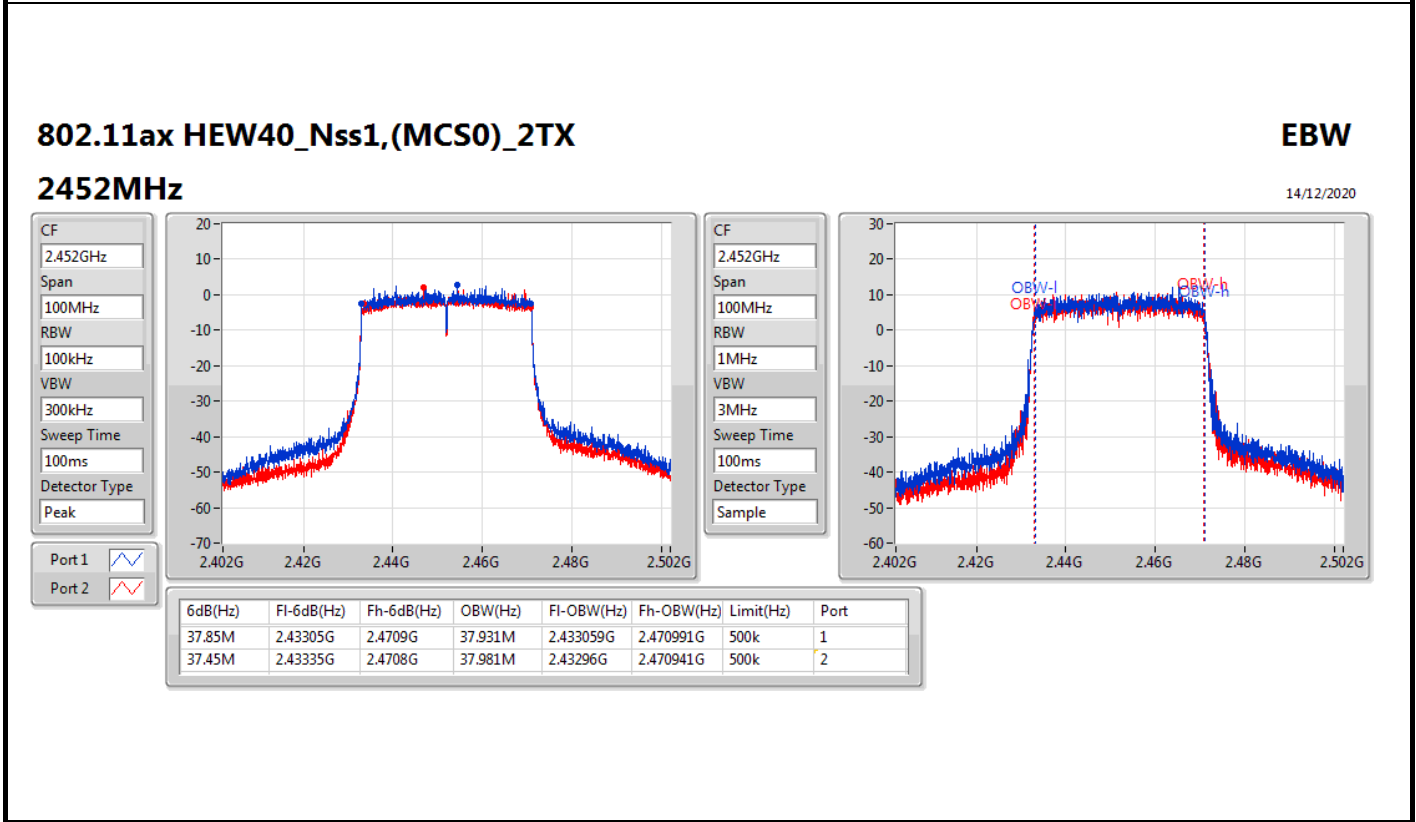 802.11ax HEW40_Nss1,(MCS0)_2TX
EBW
2452MHz
14/12/2020
CF
2.452GHz
Span
100MHz
RBW
100kHz
VBW
300kHz
Sweep Time
100ms
Detector Type
Peak
Port 1
Port 2
20
10
0
-10
-20
-30
-40
-50
-60
-70
2.402G 2.42G 2.44G 2.46G 2.48G 2.502G
CF
2.452GHz
Span
100MHz
RBW
1MHz
VBW
3MHz
Sweep Time
100ms
Detector Type
Sample
30
20
10
0
-10
-20
-30
-40
-50
-60
OBW-l
OBW-h
OBW-h
2.402G 2.42G 2.44G 2.46G 2.48G 2.502G
6dB(Hz) Fl-6dB(Hz) Fh-6dB(Hz) OBW(Hz) Fl-OBW(Hz) Fh-OBW(Hz) Limit(Hz) Port
37.85M 2.43305G 2.4709G 37.931M 2.433059G 2.470991G 500k 1
37.45M 2.43335G 2.4708G 37.981M 2.43296G 2.470941G 500k 2